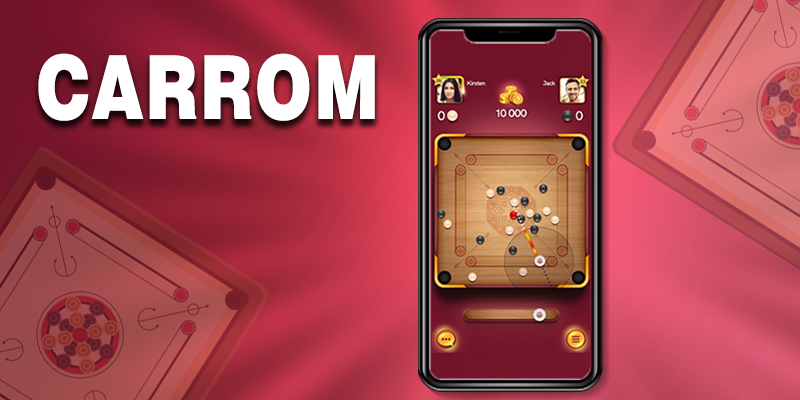 CARROM
Kirsten
Jack
0
10 000
0